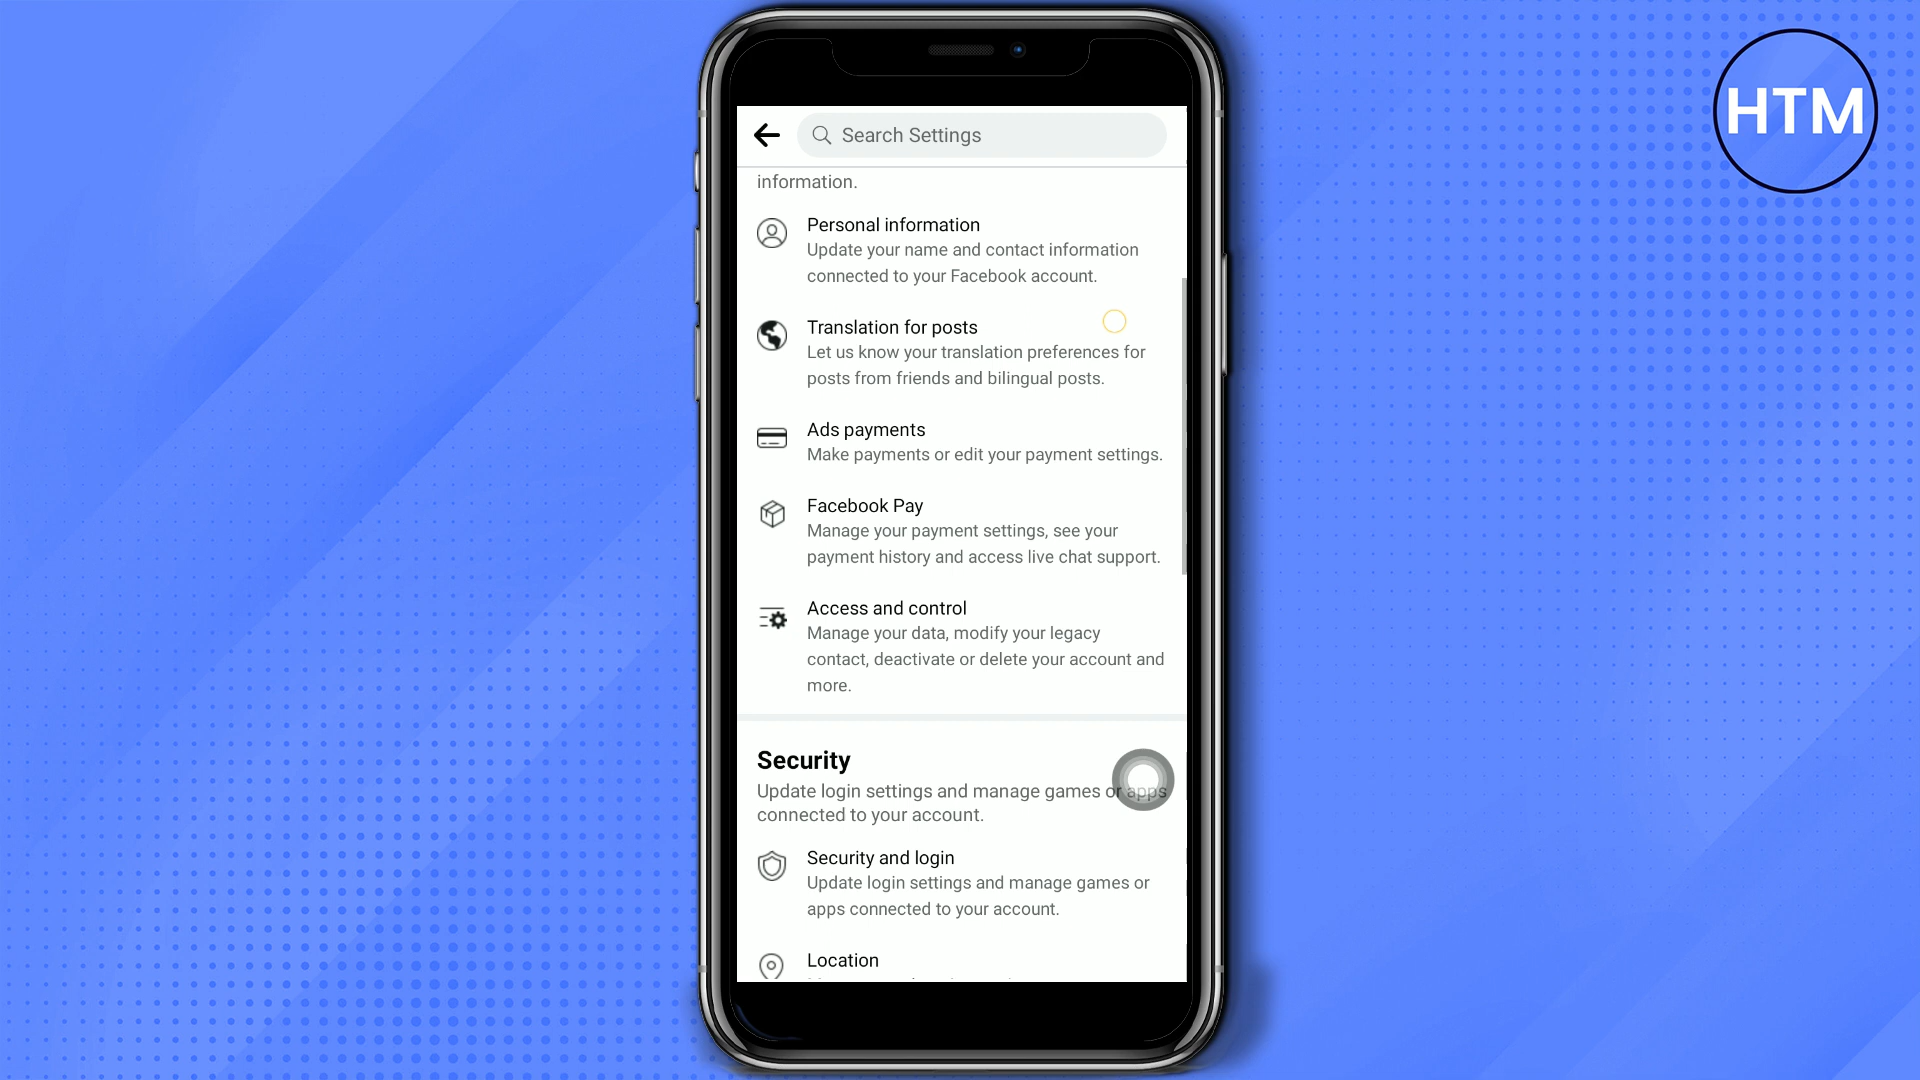 HTM
Search Settings
information.
Personal information
Update your name and contact information
connected to your Facebook account.
Translation for posts
Let us know your translation preferences for
posts from friends and bilingual posts.
Ads payments
Make payments or edit your payment settings.
Facebook Pay
Manage your payment settings, see your
payment history and access live chat support.
Access and control
Manage your data, modify your legacy
contact, deactivate or delete your account and
more.
Security
Update login settings and manage games or apps
connected to your account.
Security and login
Update login settings and manage games or
apps connected to your account.
Location